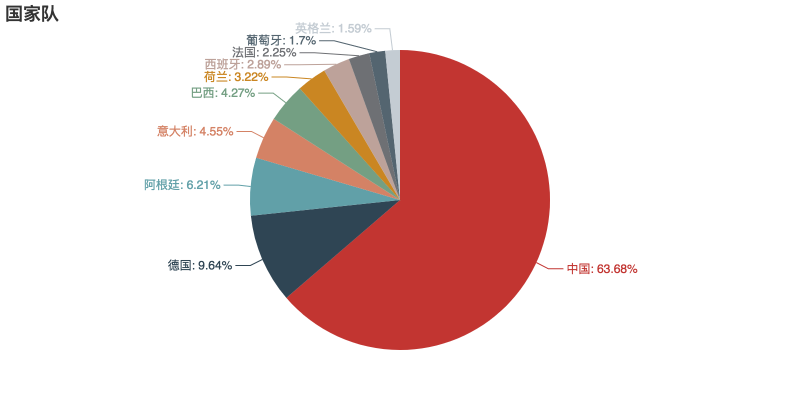 国家队
英格兰: 1.59%
葡萄牙: 1.7%
法国: 2.25%
西班牙: 2.89%
荷兰: 3.22%
巴西: 4.27%
意大利: 4.55%
阿根廷: 6.21%
德国: 9.64%
中国: 63.68%